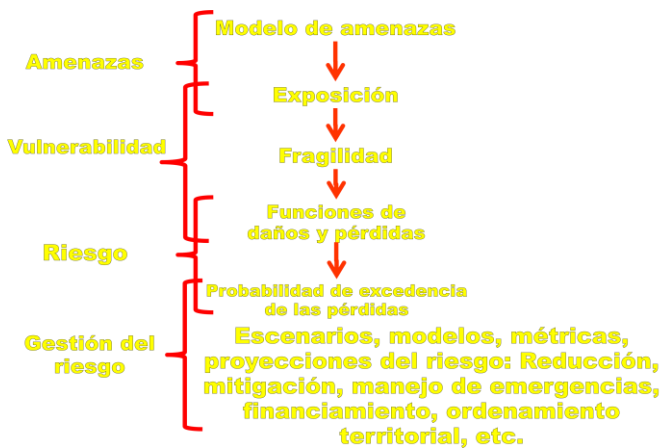 Modelo de amenazas
Amenazas
Exposición
Vulnerabilidad
Fragilidad
Funciones de
daños y pérdidas
Riesgo
Probabilidad de excedencia
de las pérdidas
Gestión del
riesgo
Escenarios, modelos, métricas,
proyecciones del riesgo: Reducción,
mitigación, manejo de emergencias,
financiamiento, ordenamiento
territorial, etc.